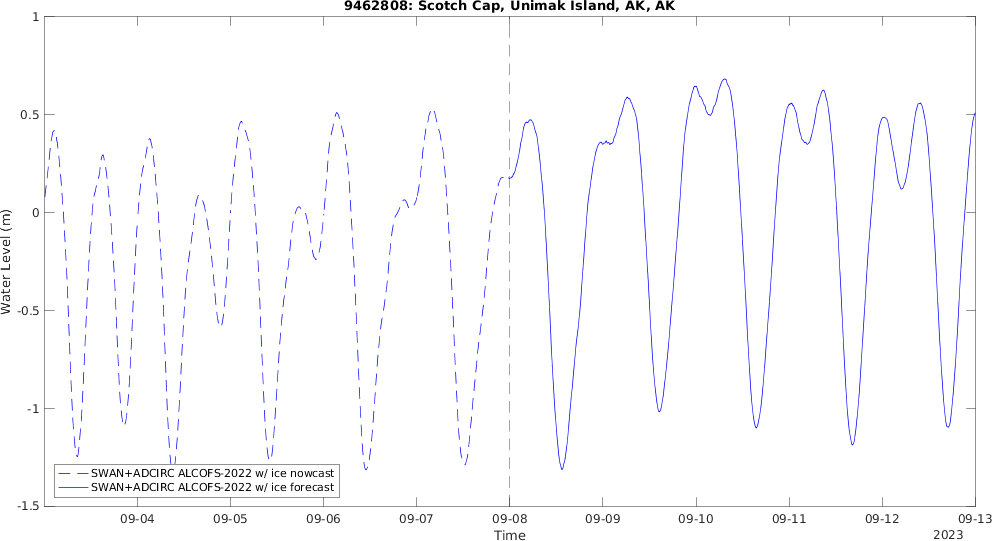 9462808: Scotch Cap, Unimak Island, AK, AK
1
0.5
0
-0.5
-1
-1.5
Water Level (m)
SWAN+ADCIRC ALCOFS-2022 w/ ice nowcast
SWAN+ADCIRC ALCOFS-2022 w/ ice forecast
09-04 09-05 09-06 09-07 09-08 09-09 09-10 09-11 09-12 09-13
Time
2023